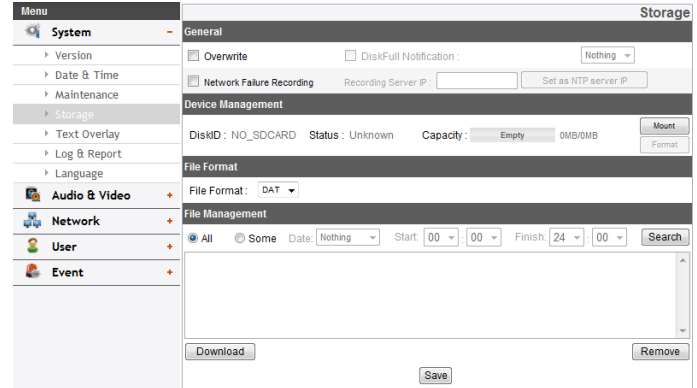 Menu
System -
Version
Date & Time
Maintenance
Storage
Text Overlay
Log & Report
Language
Audio & Video +
Network +
User +
Event +
Storage
General
Overwrite DiskFull Notification : Nothing
Network Failure Recording Recording Server IP : Set as NTP server IP
Device Management
DiskID : NO_SDCARD Status : Unknown Capacity : Empty 0MB/0MB Mount
Format
File Format
File Format : DAT
File Management
All Some Date: Nothing Start: 00 : 00 Finish: 24 : 00 Search
Download Remove
Save